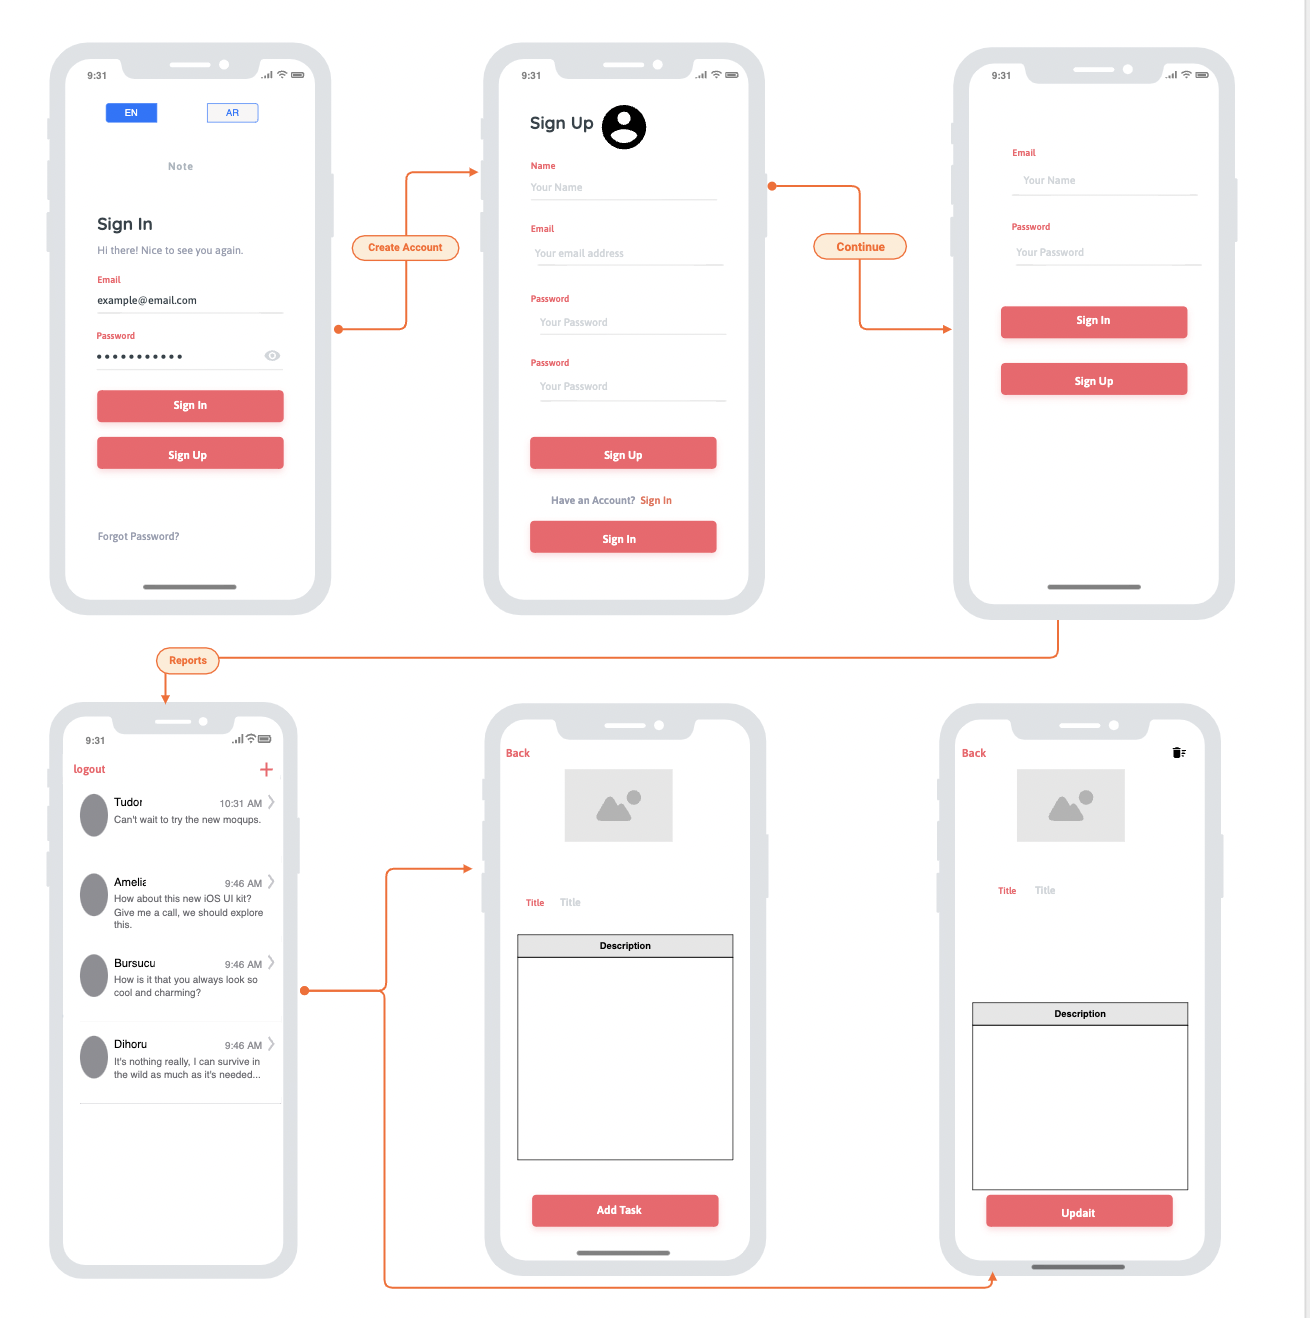 9:31
EN
AR
Note
Sign In
Hi there! Nice to see you again.
Email
example@email.com
Password
Sign In
Sign Up
Forgot Password?
Create Account
9:31
Sign Up
Name
Your Name
Email
Your email address
Password
Your Password
Password
Your Password
Sign Up
Have an Account? Sign In
Sign In
Continue
9:31
Email
Your Name
Password
Your Password
Sign In
Sign Up
Reports
9:31
logout
Tudor
10:31 AM
Can't wait to try the new moqups.
Amelia
9:46 AM
How about this new iOS UI kit?
Give me a call, we should explore
this.
Bursucu
9:46 AM
How is it that you always look so
cool and charming?
Dihoru
9:46 AM
It's nothing really, I can survive in
the wild as much as it's needed...
Back
Title Title
Description
Add Task
Back
Title Title
Description
Updait